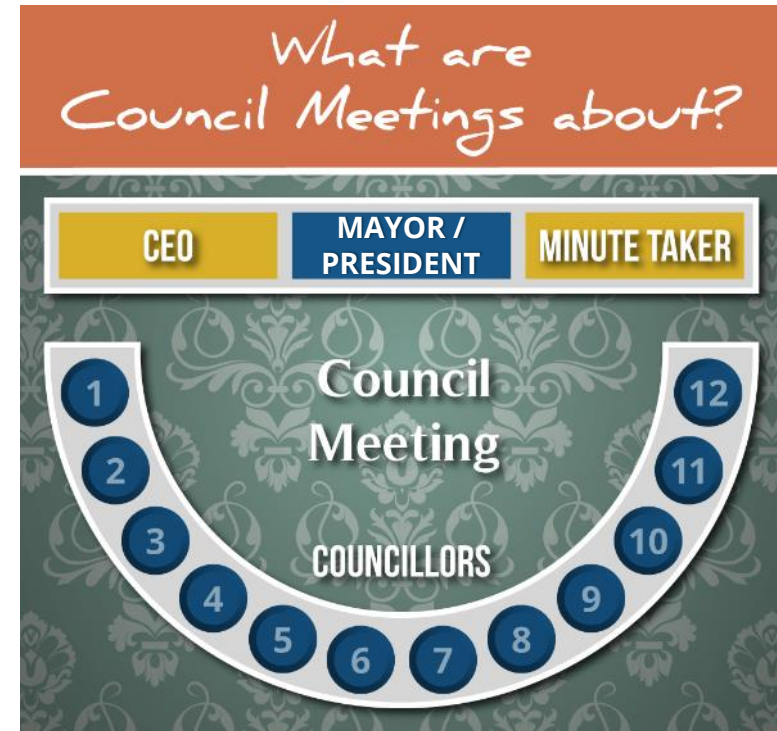 What are
Council Meetings about?
CEO
MAYOR /
PRESIDENT
MINUTE TAKER
Council
Meeting
COUNCILLORS
1
2
3
4
5
6
7
8
9
10
11
12